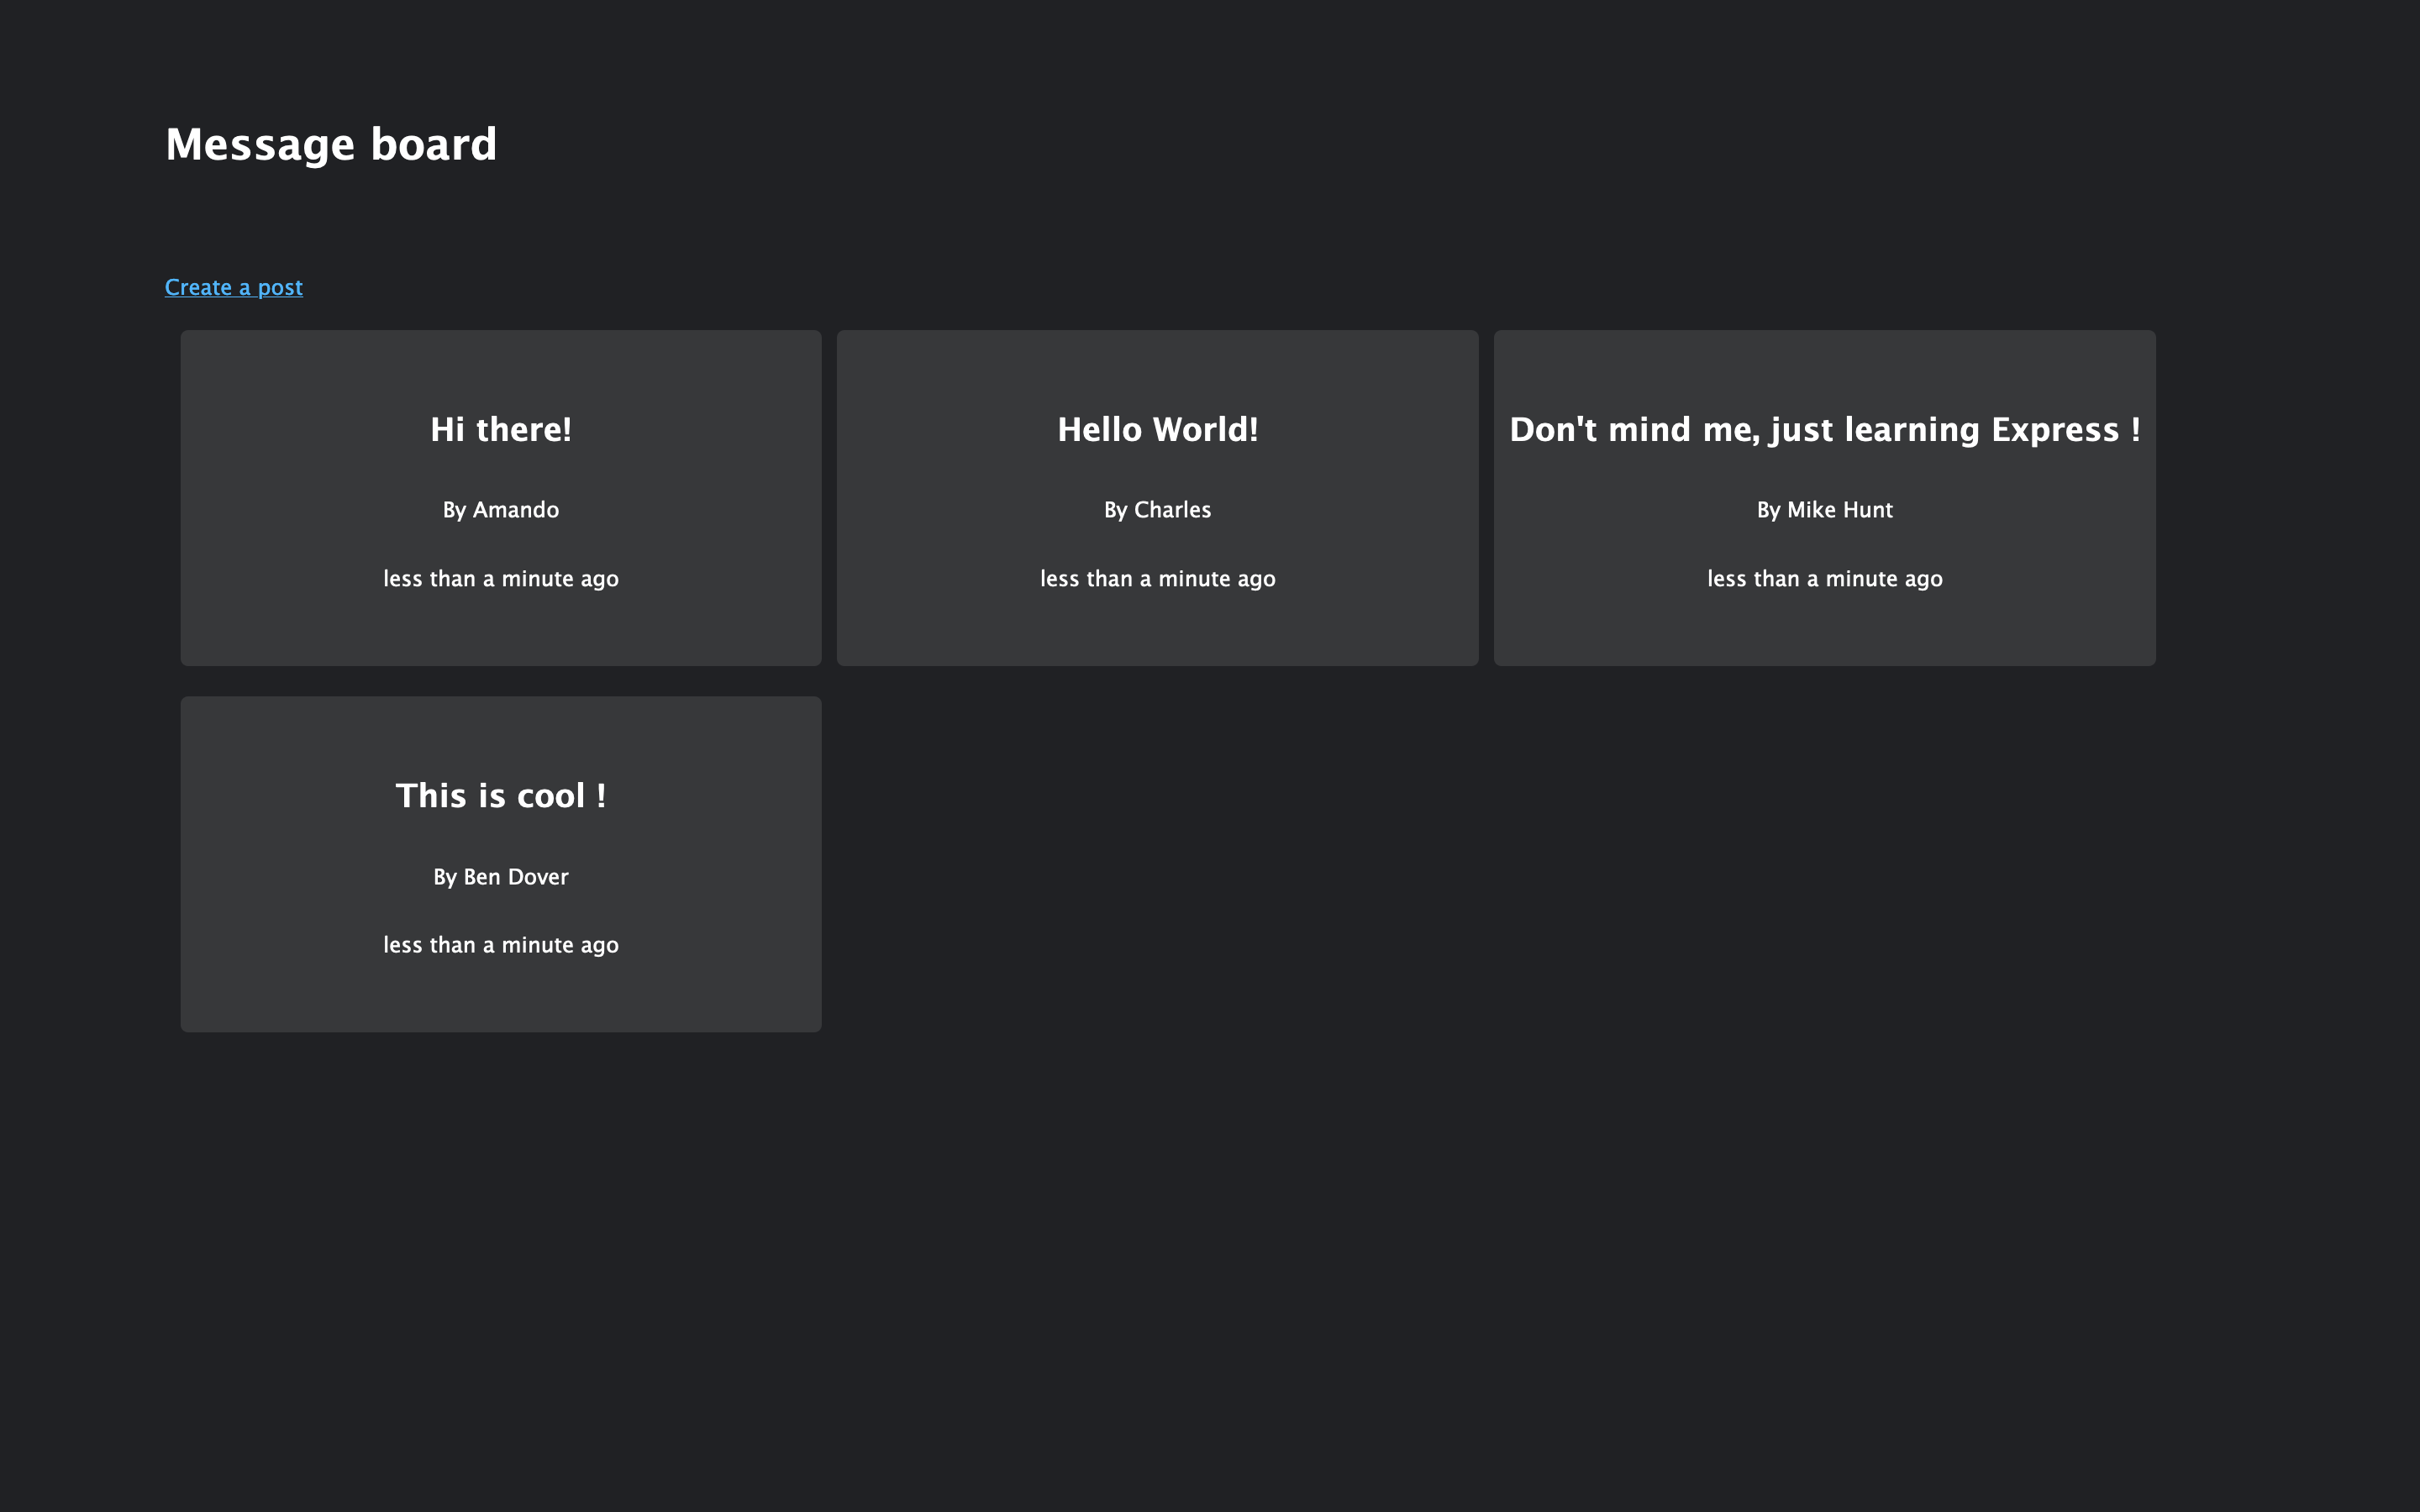 Message board
Create a post
Hi there!
By Amando
less than a minute ago
Hello World!
By Charles
less than a minute ago
Don't mind me, just learning Express !
By Mike Hunt
less than a minute ago
This is cool !
By Ben Dover
less than a minute ago